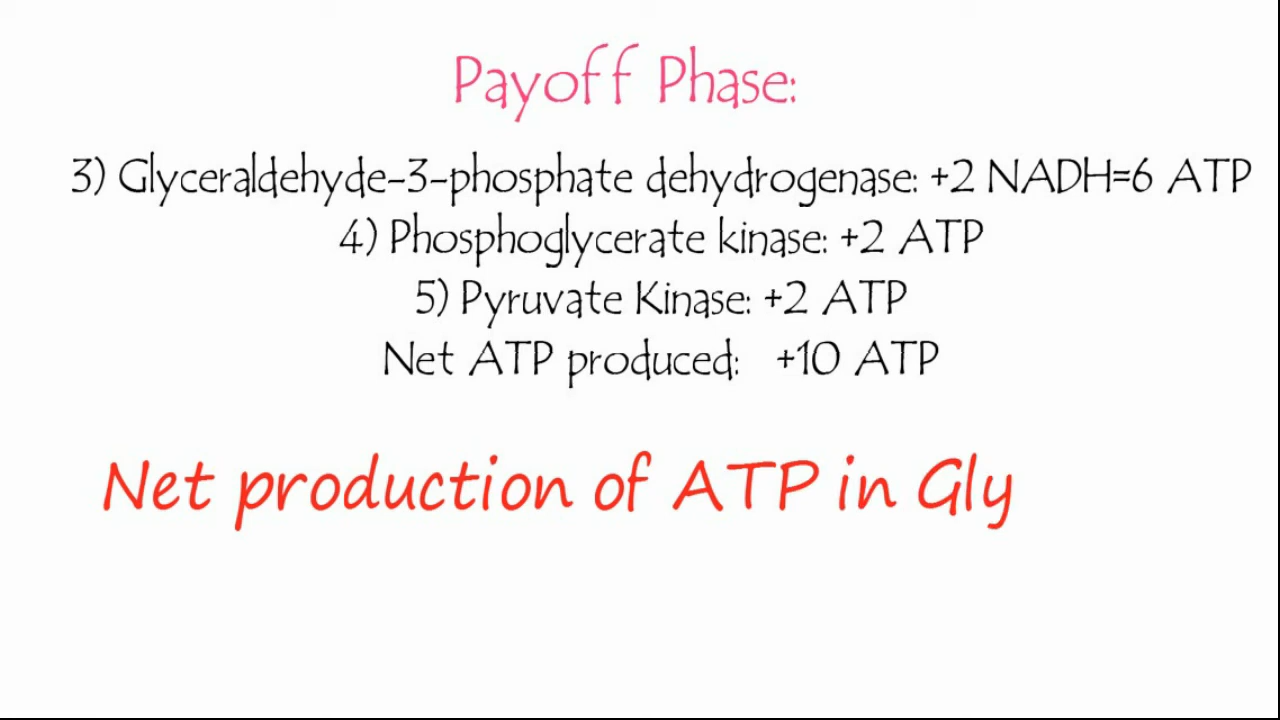 Payoff Phase:
3) Glyceraldehyde-3-phosphate dehydrogenase: +2 NADH=6 ATP
4) Phosphoglycerate kinase: +2 ATP
5) Pyruvate Kinase: +2 ATP
Net ATP produced: +10 ATP
Net production of ATP in Gly